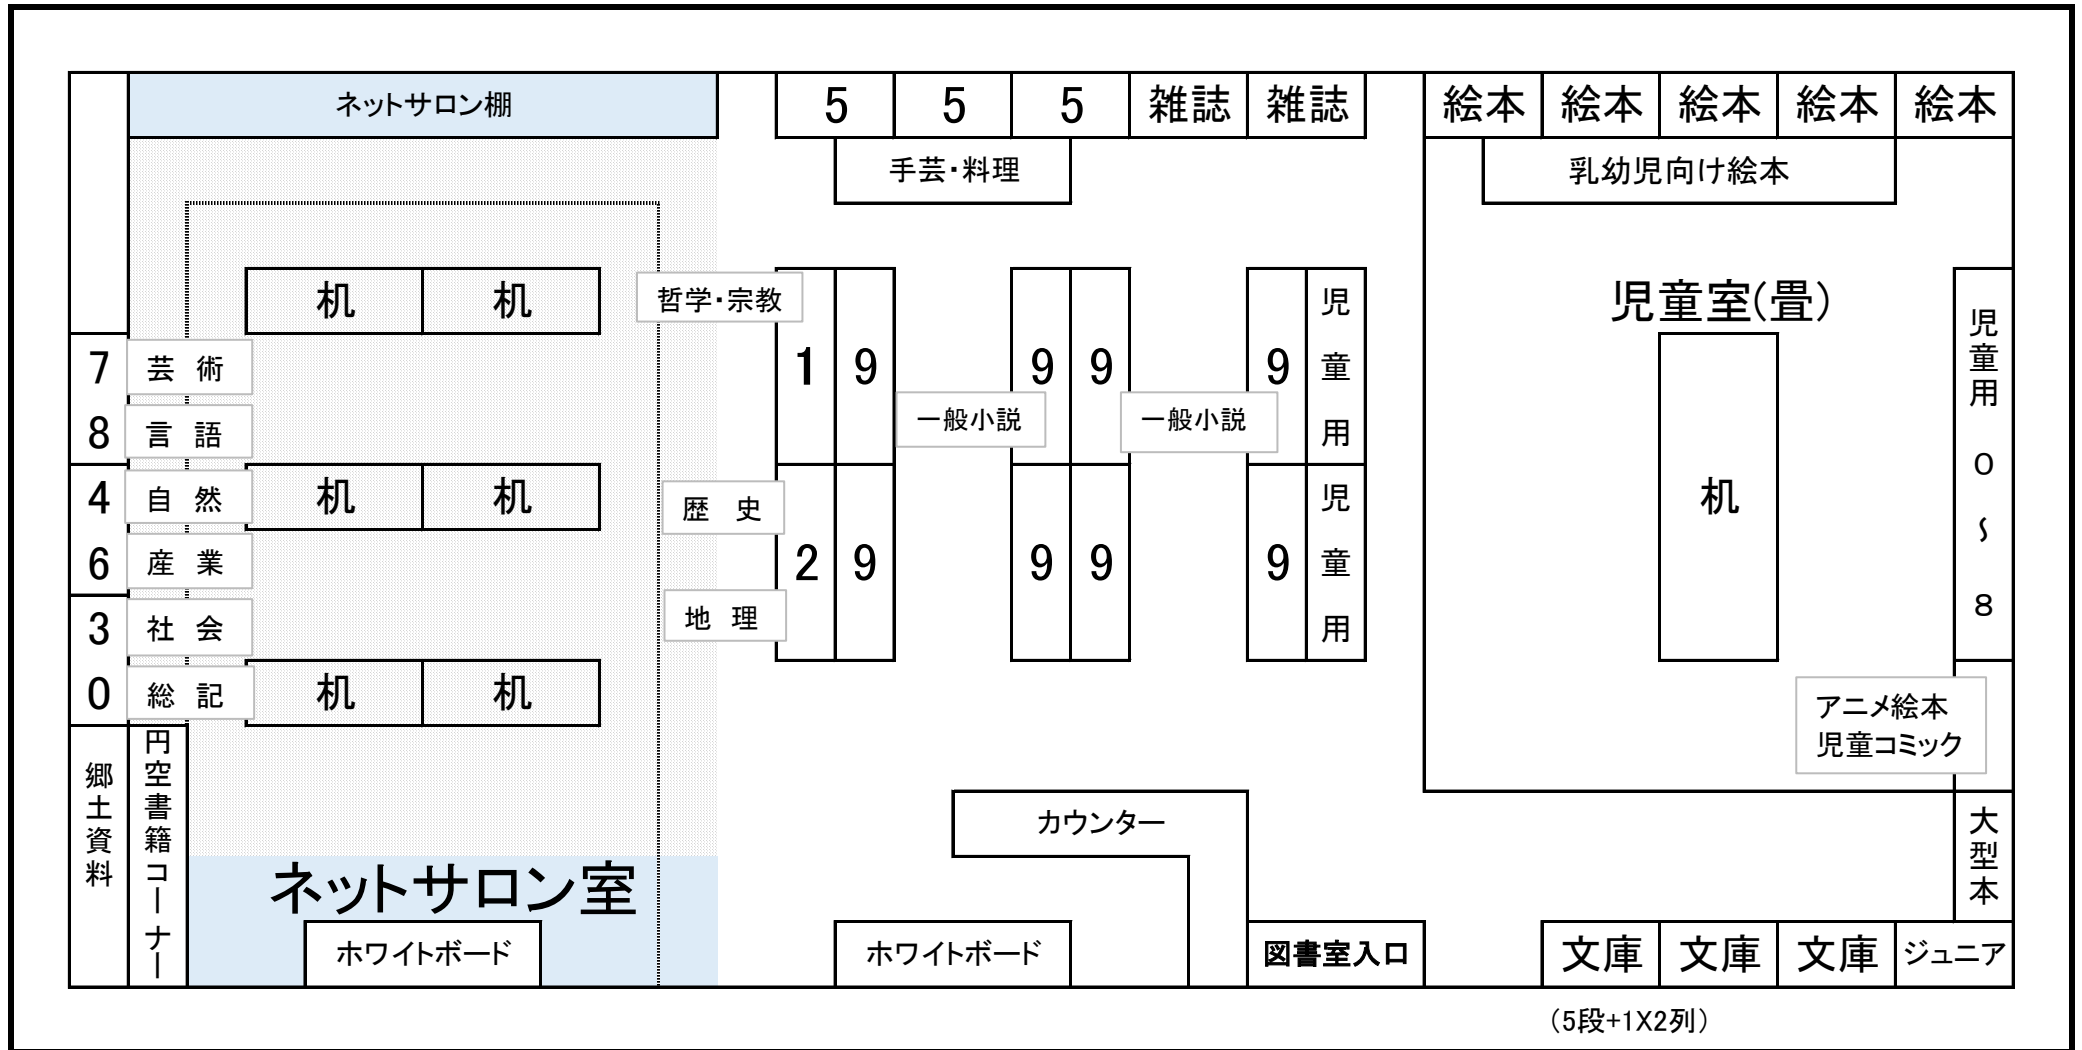 ネットサロン棚
5
5
5
雑誌
雑誌
絵本
絵本
絵本
絵本
絵本
手芸・料理
乳幼児向け絵本
机
机
哲学・宗教
1
9
9
9
9
児童用
児童室(畳)
児童用 0～8
7
芸 術
8
言 語
一般小説
一般小説
4
自 然
机
机
歴 史
2
9
9
9
9
児童用
机
6
産 業
3
社 会
地 理
0
総 記
机
机
アニメ絵本
児童コミック
郷土資料
円空書籍コーナー
カウンター
大型本
ネットサロン室
ホワイトボード
ホワイトボード
図書室入口
文庫
文庫
文庫
ジュニア
(5段+1X2列)